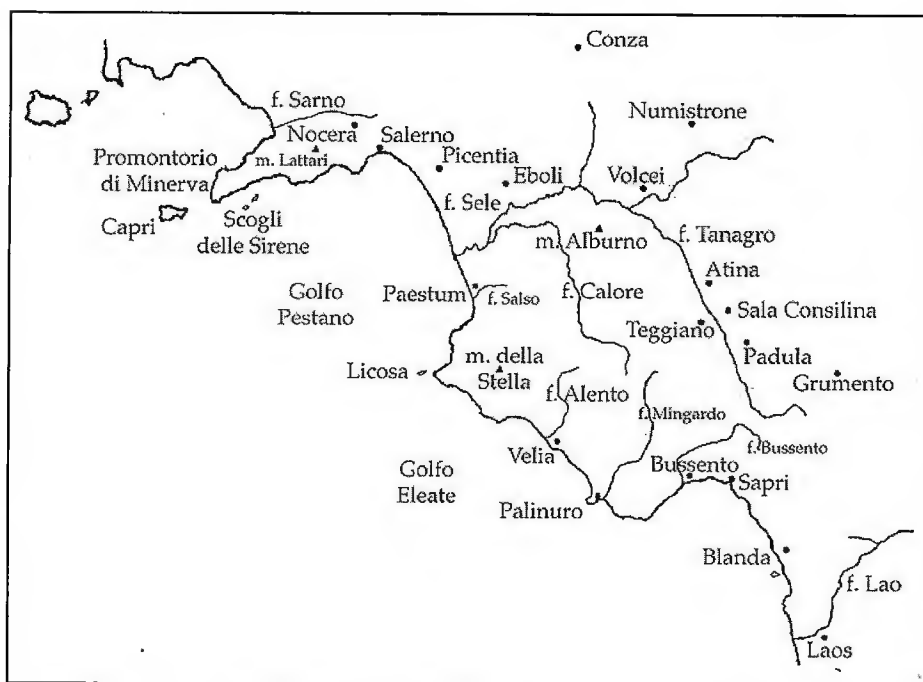 Conza
f. Sarno
Numistrone
Nocera
Salerno
m. Lattari
Promontorio
di Minerva
Picentia
Eboli
Volcei
Capri
Scogli
delle Sirene
f. Sele
m. Alburno
f. Tanagro
Atina
Golfo
Pestano
Paestum
f. Salso
f. Calore
Sala Consilina
Teggiano
Padula
Licosa
m. della
Stella
Grumento
f. Alento
f. Mingardo
Velia
f. Bussento
Golfo
Eleate
Bussento
Sapri
Palinuro
Blanda
f. Lao
Laos